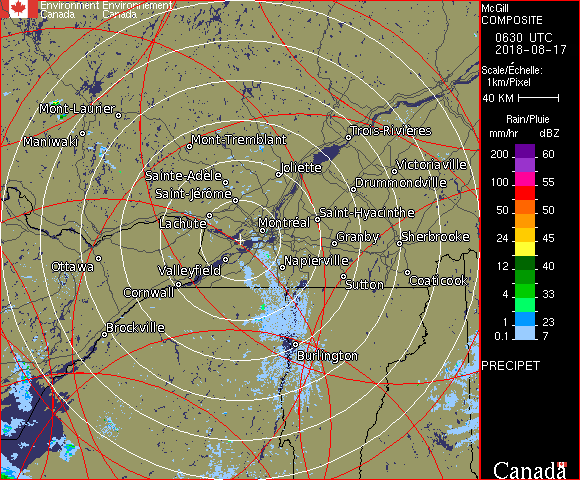 Environment Environnement
Canada Canada
McGill
COMPOSITE
0630 UTC
2018-08-17
Scale/Échelle:
1km/Pixel
40 KM
Rain/Pluie
mm/hr dBZ
200 60
100 55
50 50
45
24 45
12 40
4 33
1 23
0.1 7
PRECIPET
Canada
Mont-Laurier
Maniwaki
Mont-Tremblant
Trois-Rivières
Joliette
Victoriaville
Sainte-Adèle
Drummondville
Saint-Jérôme
Lachute
Montréal
Saint-Hyacinthe
Granby
Sherbrooke
Ottawa
Valleyfield
Napierville
Cornwall
Sutton
Coaticook
Brockville
Burlington